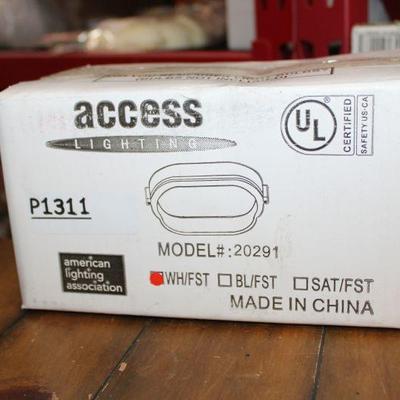 access
LIGHTING
UL
CERTIFIED
SAFETY US-CA
P1311
MODEL#: 20291
american
lighting
association
WH/FST BL/FST SAT/FST
MADE IN CHINA